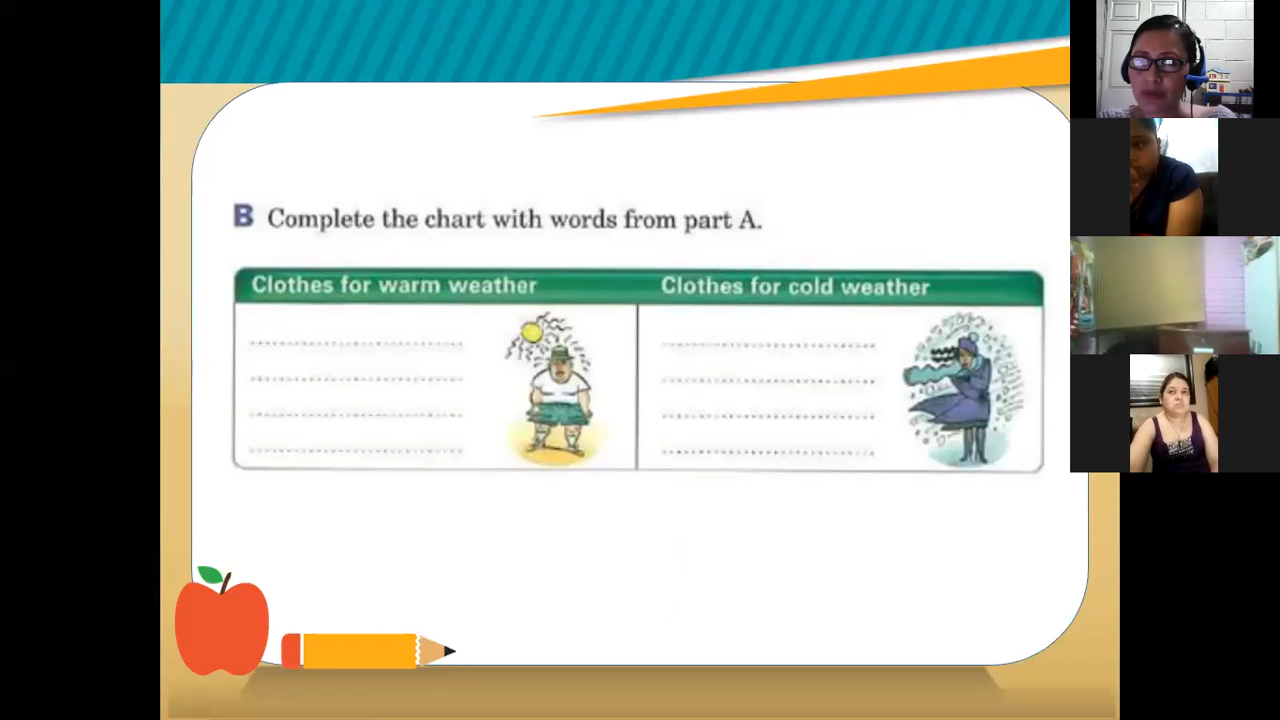 B Complete the chart with words from part A.
Clothes for warm weather
Clothes for cold weather